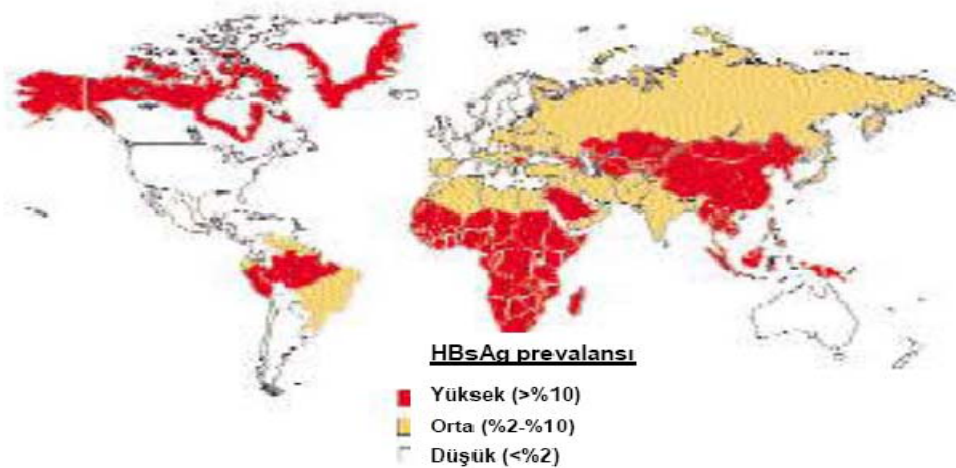 HBsAg prevalansı
Yüksek (>%10)
Orta (%2-%10)
Düşük (<%2)